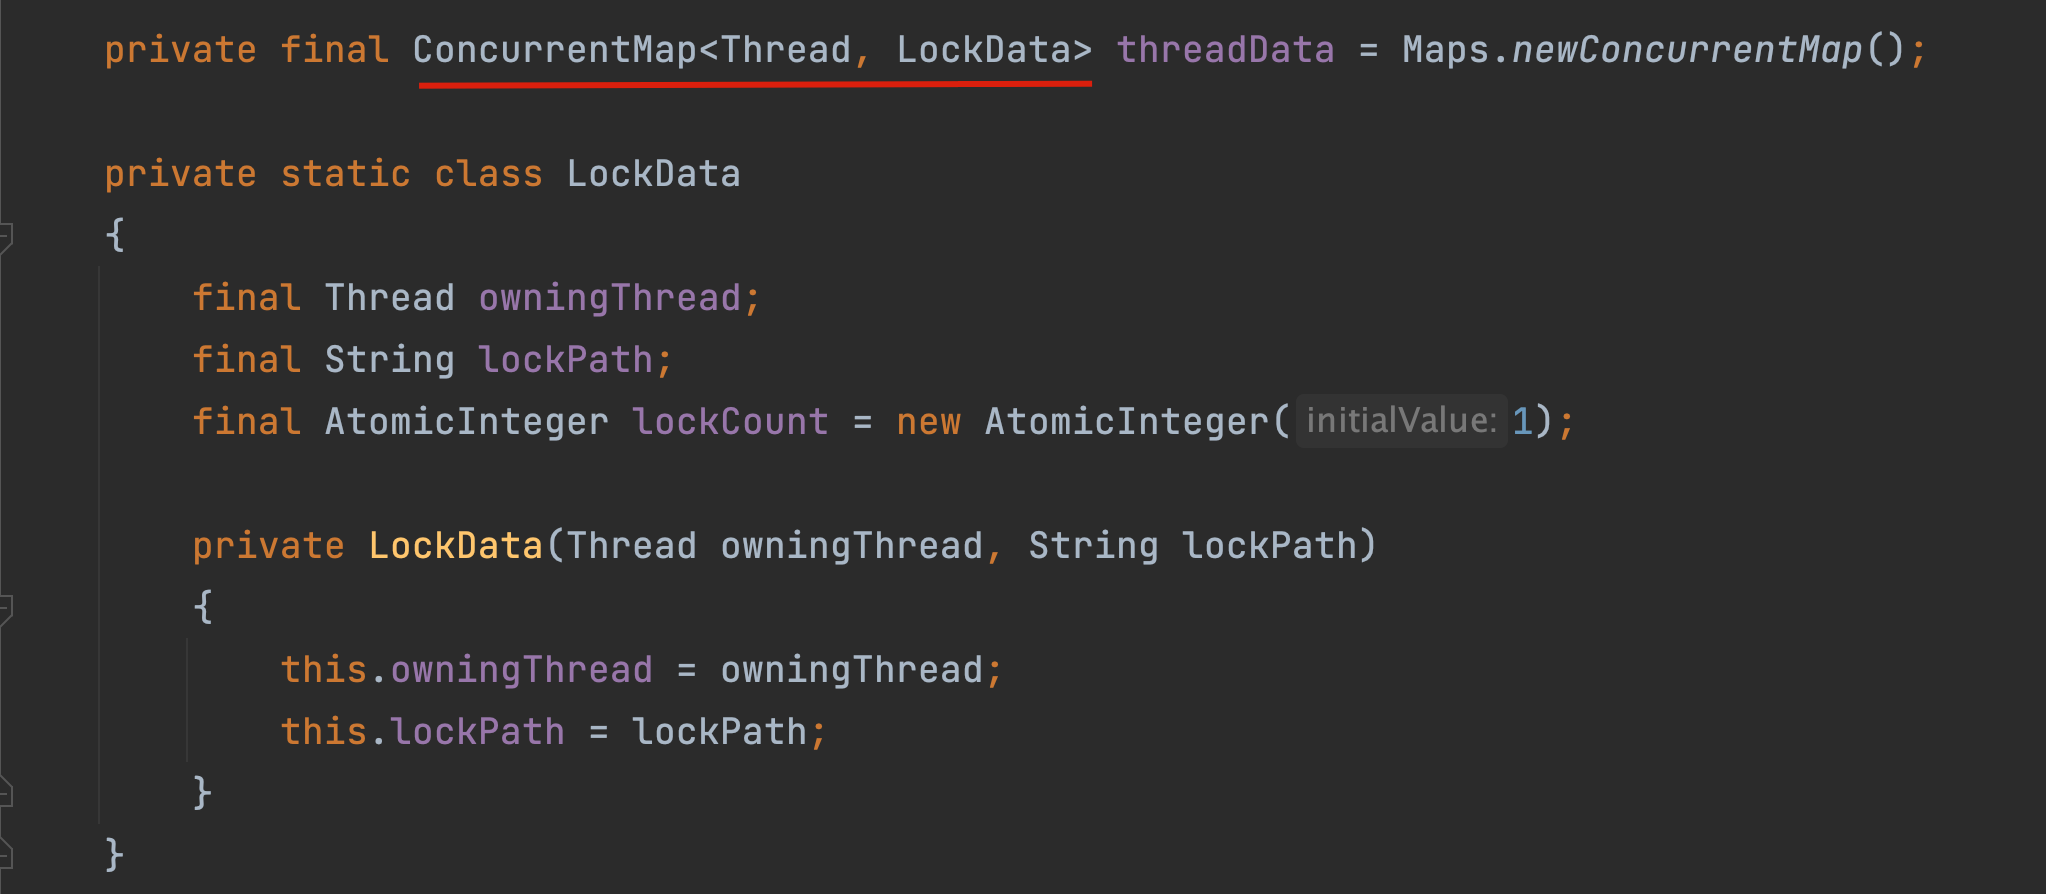 private final ConcurrentMap<Thread, LockData> threadData = Maps.newConcurrentMap();
private static class LockData
{
final Thread owningThread;
final String lockPath;
final AtomicInteger lockCount = new AtomicInteger( initialValue: 1);
private LockData(Thread owningThread, String lockPath)
{
this.owningThread = owningThread;
this.lockPath = lockPath;
}
}